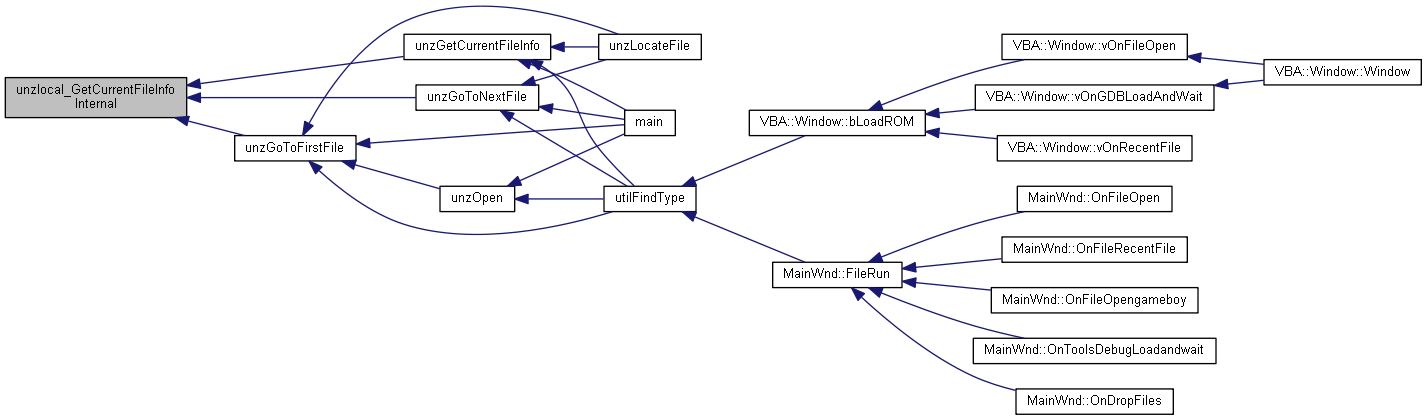 unzlocal_GetCurrentFileInfo
Internal
unzGetCurrentFileInfo
unzGoToNextFile
unzGoToFirstFile
unzOpen
unzLocateFile
main
utilFindType
VBA::Window::bLoadROM
MainWnd::FileRun
VBA::Window::vOnFileOpen
VBA::Window::vOnGDBLoadAndWait
VBA::Window::vOnRecentFile
MainWnd::OnFileOpen
MainWnd::OnFileRecentFile
MainWnd::OnFileOpengameboy
MainWnd::OnToolsDebugLoadandwait
MainWnd::OnDropFiles
VBA::Window::Window